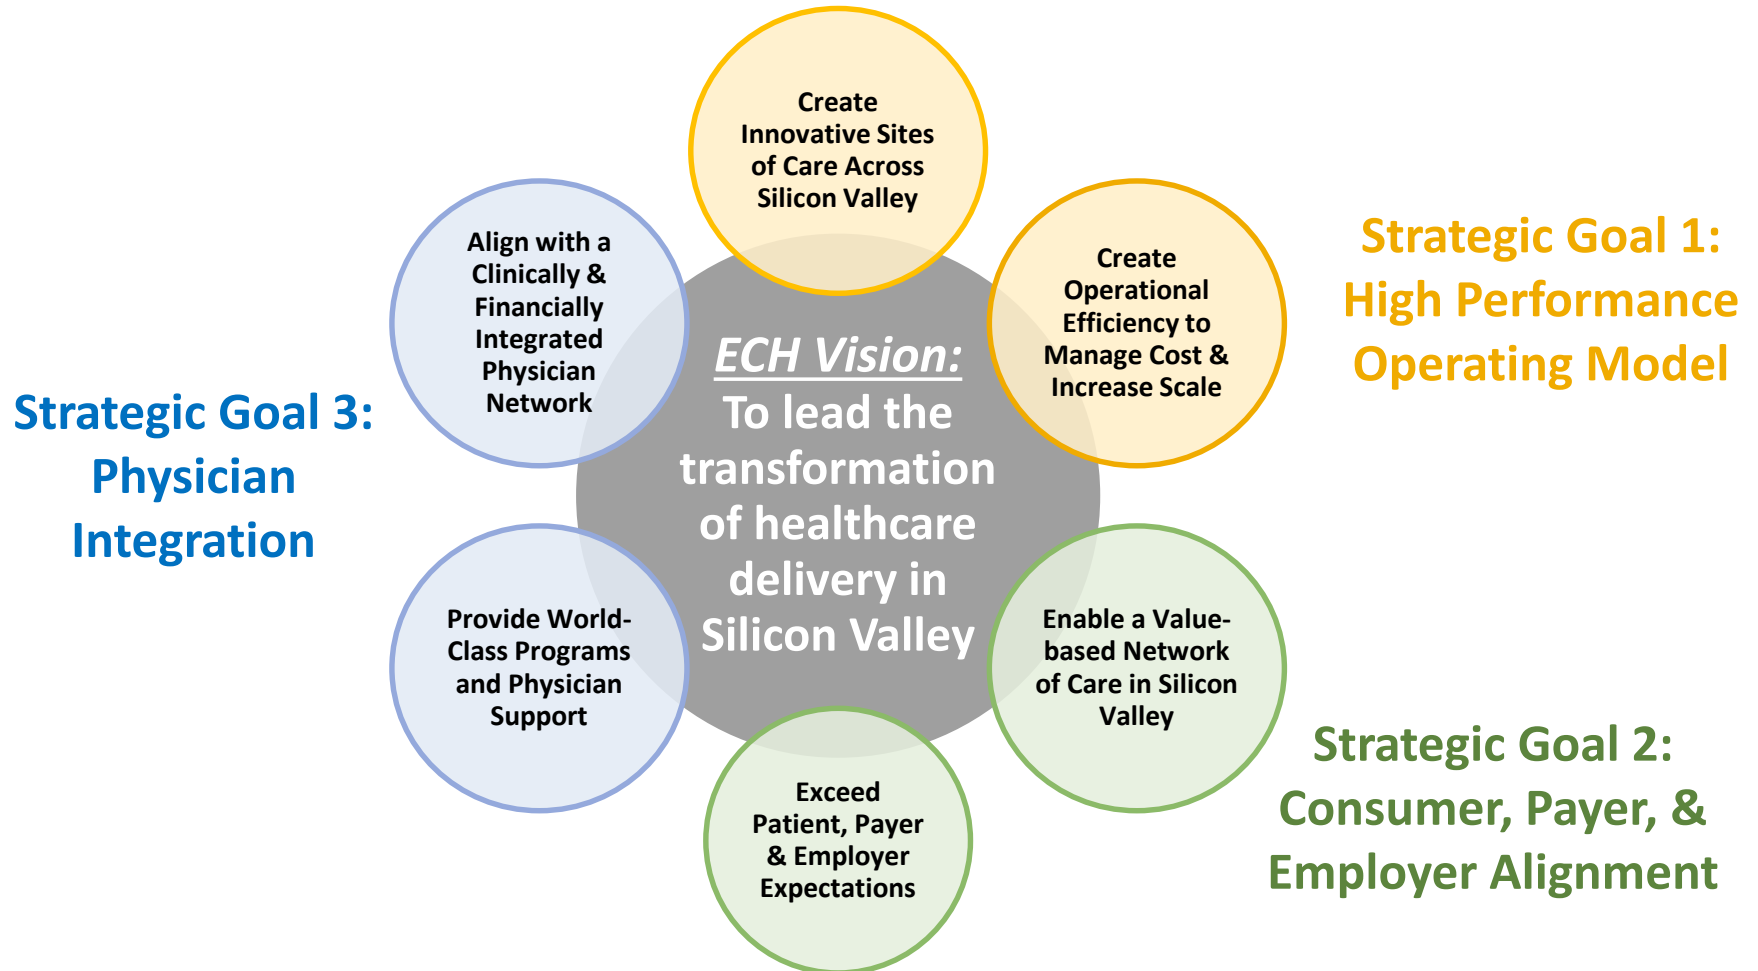 Create
Innovative Sites
of Care Across
Silicon Valley
Create
Operational
Efficiency to
Manage Cost &
Increase Scale
Strategic Goal 1:
High Performance
Operating Model
Align with a
Clinically &
Financially
Integrated
Physician
Network
ECH Vision:
To lead the
transformation
of healthcare
delivery in
Silicon Valley
Strategic Goal 3:
Physician
Integration
Provide World-
Class Programs
and Physician
Support
Enable a Value-
based Network
of Care in Silicon
Valley
Strategic Goal 2:
Consumer, Payer, &
Employer Alignment
Exceed
Patient, Payer
& Employer
Expectations